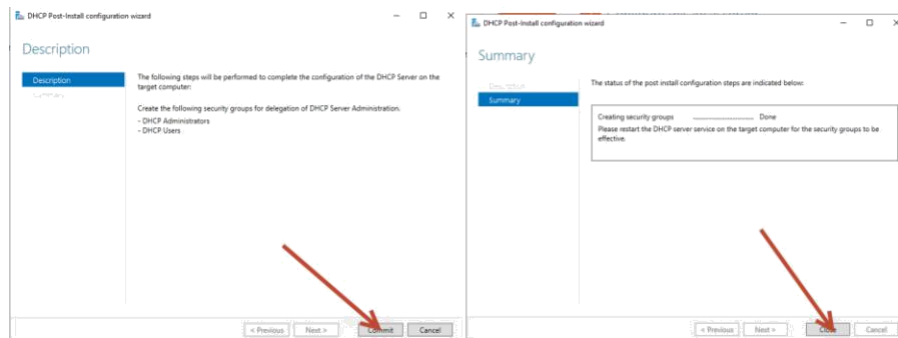 DHCP Post-Install configuration wizard
Description
Description
Summary
The following steps will be performed to complete the configuration of the DHCP Server on the
target computer:
Create the following security groups for delegation of DHCP Server Administration.
- DHCP Administrators
- DHCP Users
< Previous
Next >
Commit
Cancel
DHCP Post-Install configuration wizard
Summary
Description
Summary
The status of the post install configuration steps are indicated below:
Creating security groups .................... Done
Please restart the DHCP server service on the target computer for the security groups to be
effective.
< Previous
Next >
Close
Cancel